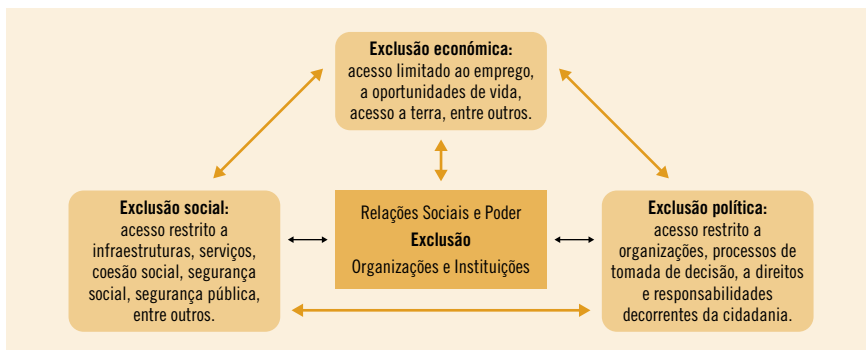 Exclusão económica:
acesso limitado ao emprego,
a oportunidades de vida,
acesso a terra, entre outros.
Exclusão social:
acesso restrito a
infraestruturas, serviços,
coesão social, segurança
social, segurança pública,
entre outros.
Relações Sociais e Poder
Exclusão
Organizações e Instituições
Exclusão política:
acesso restrito a
organizações, processos de
tomada de decisão, a direitos
e responsabilidades
decorrentes da cidadania.